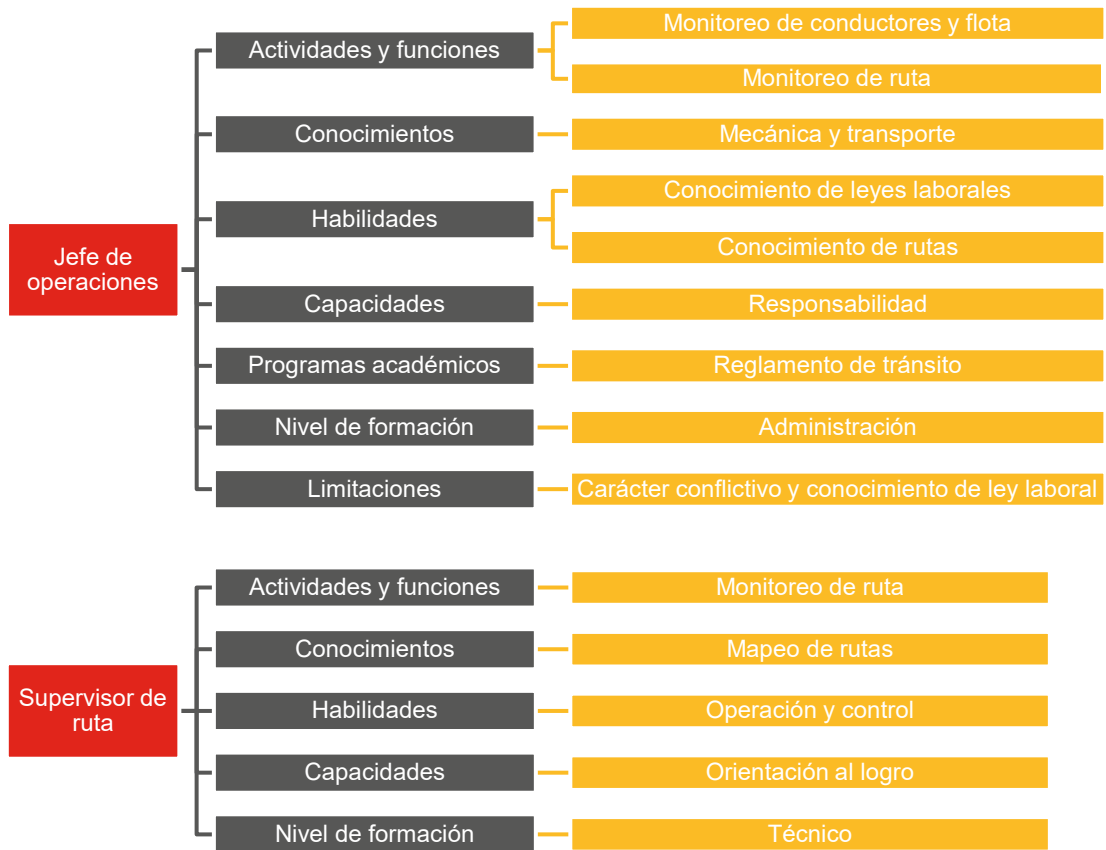 Jefe de
operaciones
Actividades y funciones
Monitoreo de conductores y flota
Monitoreo de ruta
Conocimientos
Mecánica y transporte
Habilidades
Conocimiento de leyes laborales
Conocimiento de rutas
Capacidades
Responsabilidad
Programas académicos
Reglamento de tránsito
Nivel de formación
Administración
Limitaciones
Carácter conflictivo y conocimiento de ley laboral
Supervisor de
ruta
Actividades y funciones
Monitoreo de ruta
Conocimientos
Mapeo de rutas
Habilidades
Operación y control
Capacidades
Orientación al logro
Nivel de formación
Técnico